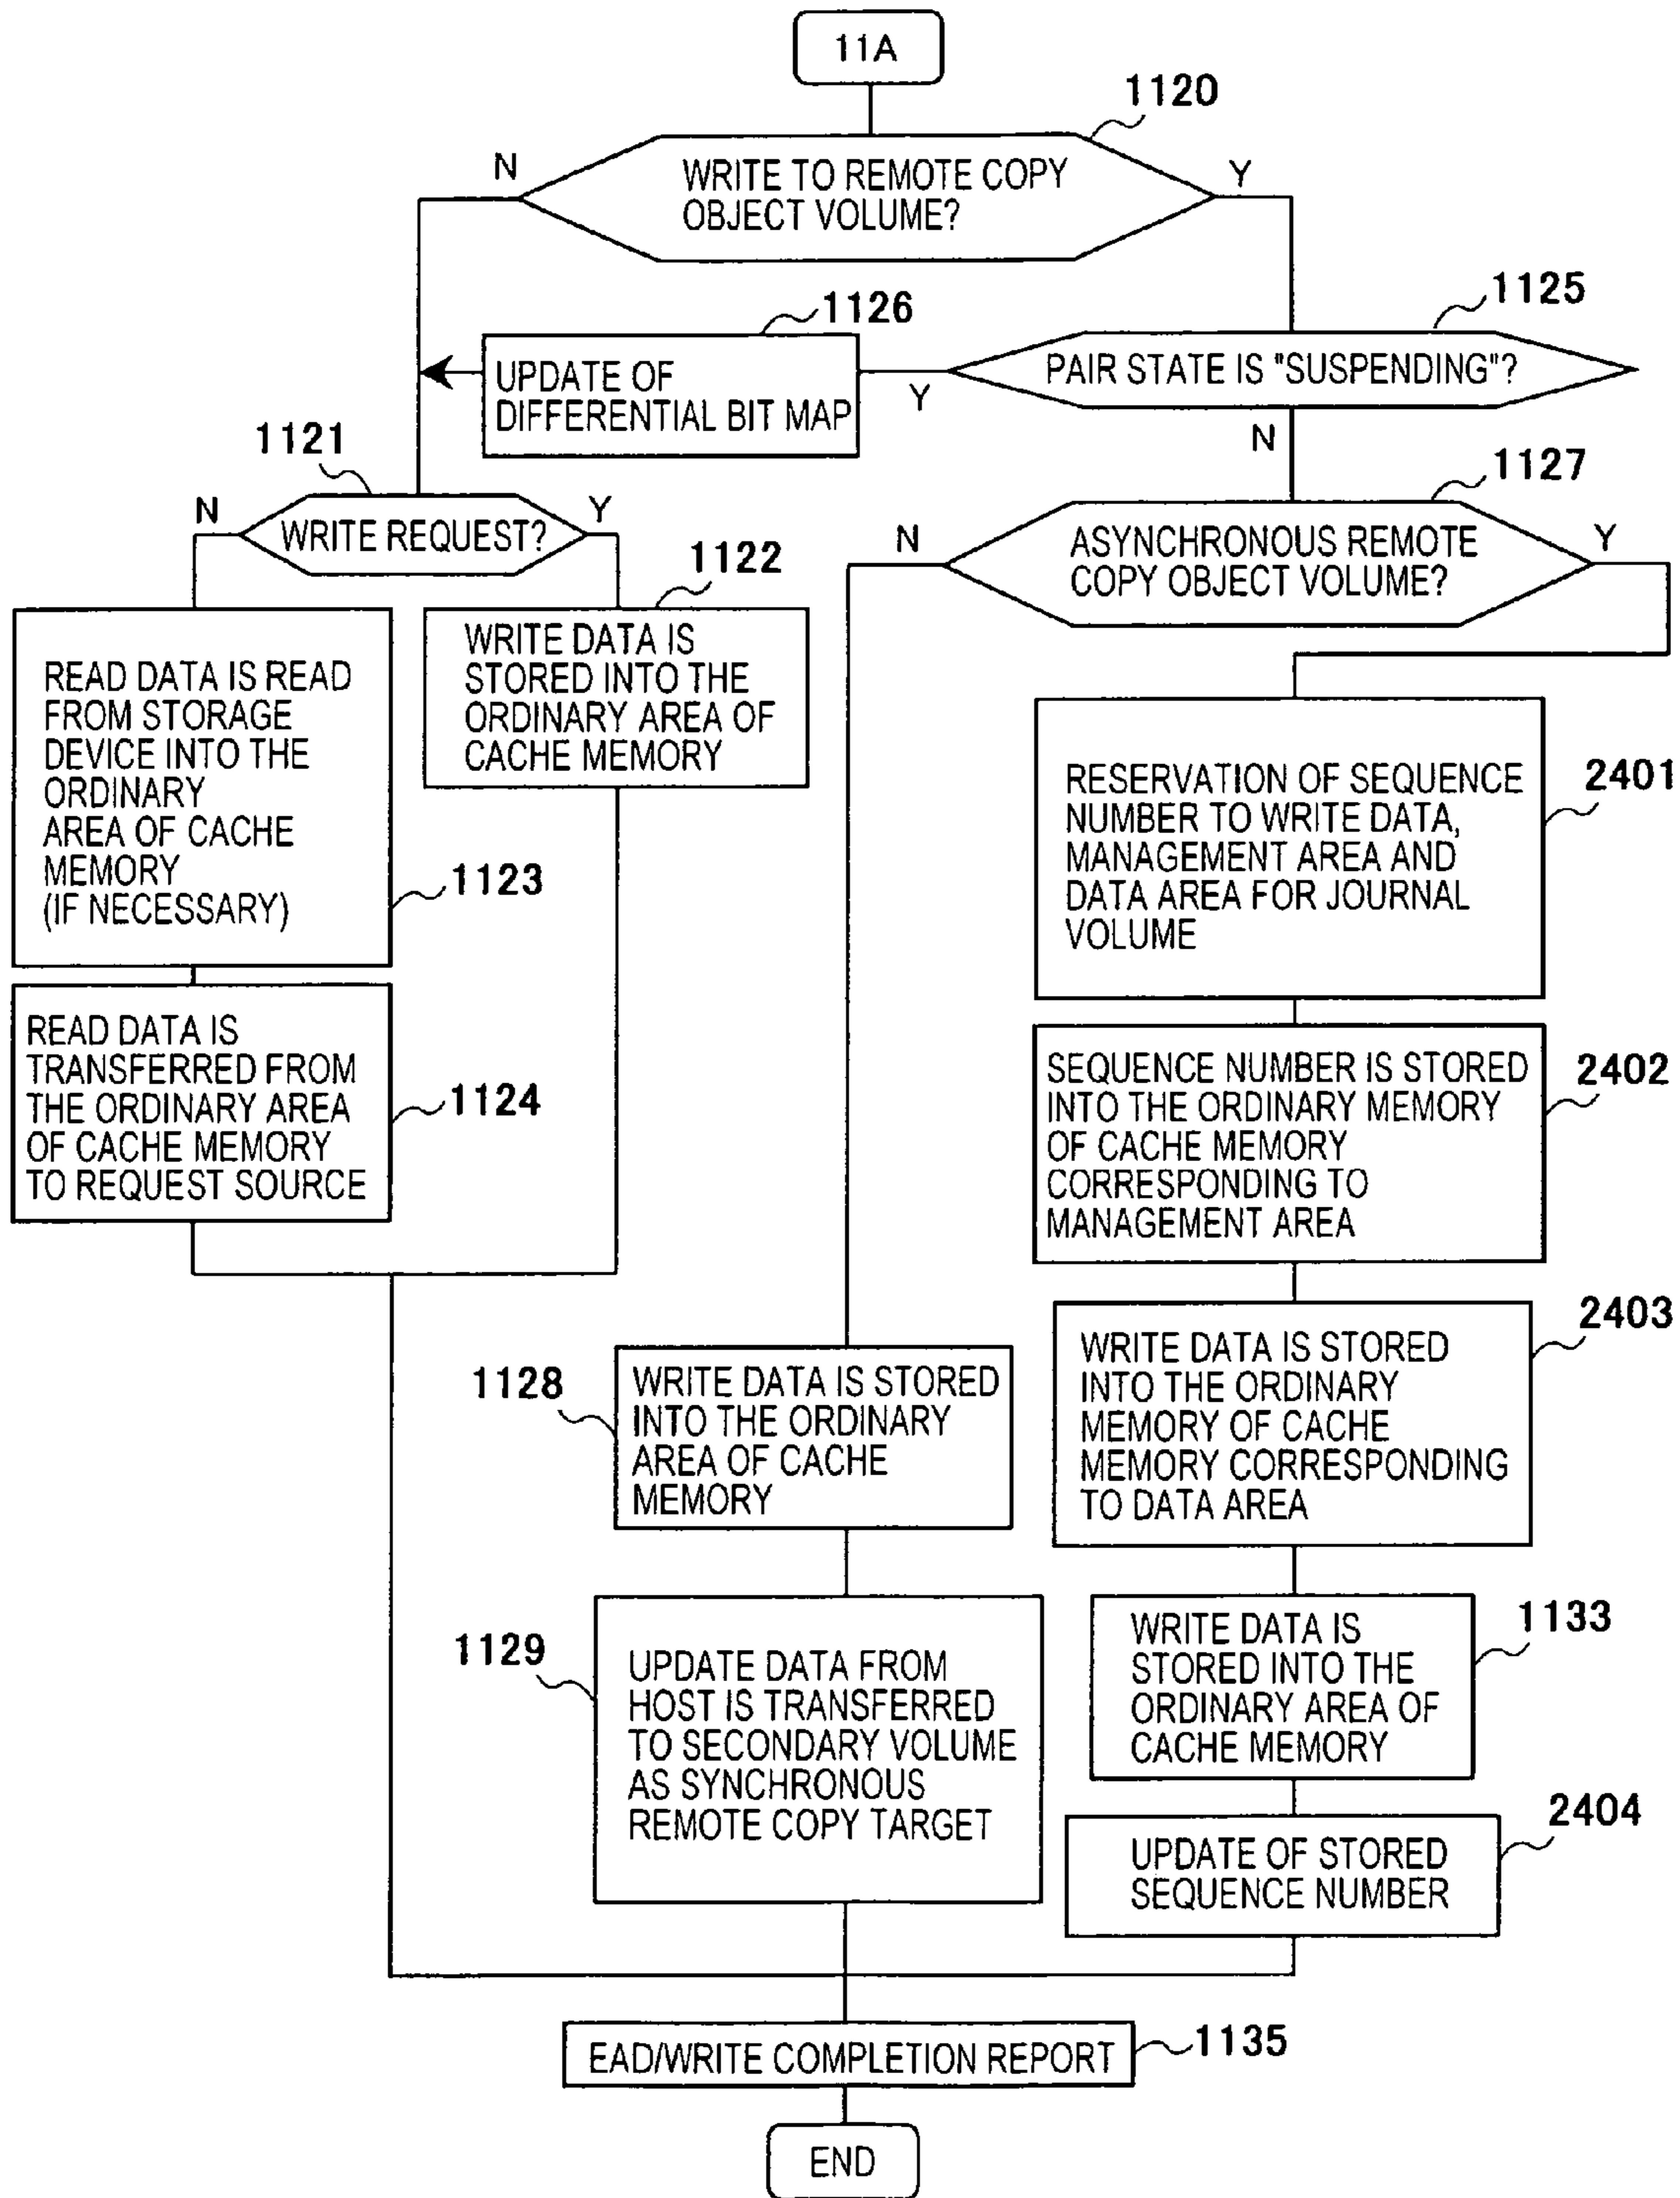 11A
1120
N
WRITE TO REMOTE COPY
OBJECT VOLUME?
Y
1126
1125
UPDATE OF
DIFFERENTIAL BIT MAP
Y
PAIR STATE IS "SUSPENDING"?
N
1121
N
WRITE REQUEST?
Y
1127
N
ASYNCHRONOUS REMOTE
COPY OBJECT VOLUME?
Y
1122
WRITE DATA IS
STORED INTO THE
ORDINARY AREA OF
CACHE MEMORY
READ DATA IS READ
FROM STORAGE
DEVICE INTO THE
ORDINARY
AREA OF CACHE
MEMORY
(IF NECESSARY)
1123
READ DATA IS
TRANSFERRED FROM
THE ORDINARY AREA
OF CACHE MEMORY
TO REQUEST SOURCE
1124
RESERVATION OF SEQUENCE
NUMBER TO WRITE DATA,
MANAGEMENT AREA AND
DATA AREA FOR JOURNAL
VOLUME
2401
SEQUENCE NUMBER IS STORED
INTO THE ORDINARY MEMORY
OF CACHE MEMORY
CORRESPONDING TO
MANAGEMENT AREA
2402
WRITE DATA IS STORED
INTO THE ORDINARY
MEMORY OF CACHE
MEMORY CORRESPONDING
TO DATA AREA
2403
1128
WRITE DATA IS STORED
INTO THE ORDINARY
AREA OF CACHE
MEMORY
1129
UPDATE DATA FROM
HOST IS TRANSFERRED
TO SECONDARY VOLUME
AS SYNCHRONOUS
REMOTE COPY TARGET
WRITE DATA IS
STORED INTO THE
ORDINARY AREA OF
CACHE MEMORY
1133
UPDATE OF STORED
SEQUENCE NUMBER
2404
EAD/WRITE COMPLETION REPORT
1135
END